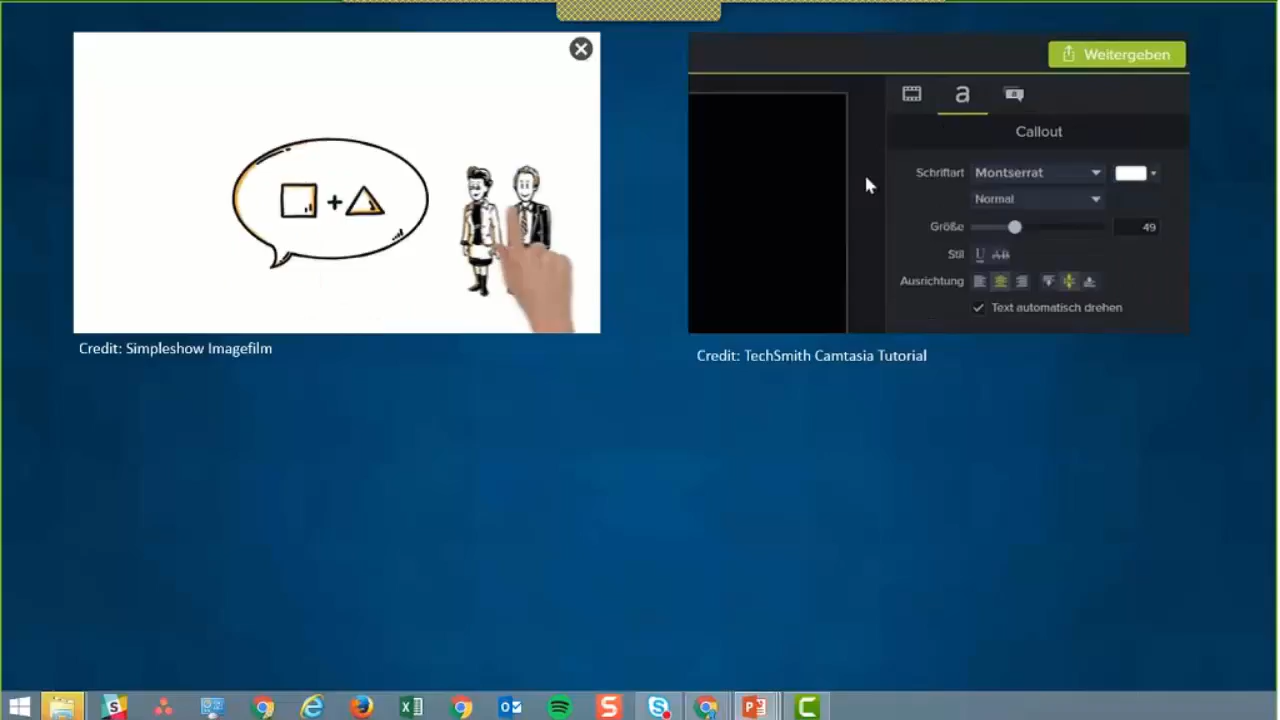 Weitergeben
a
Callout
Schriftart Montserrat
Normal
Größe 49
Stil U AB
Ausrichtung
Text automatisch drehen
Credit: Simpleshow Imagefilm
Credit: TechSmith Camtasia Tutorial